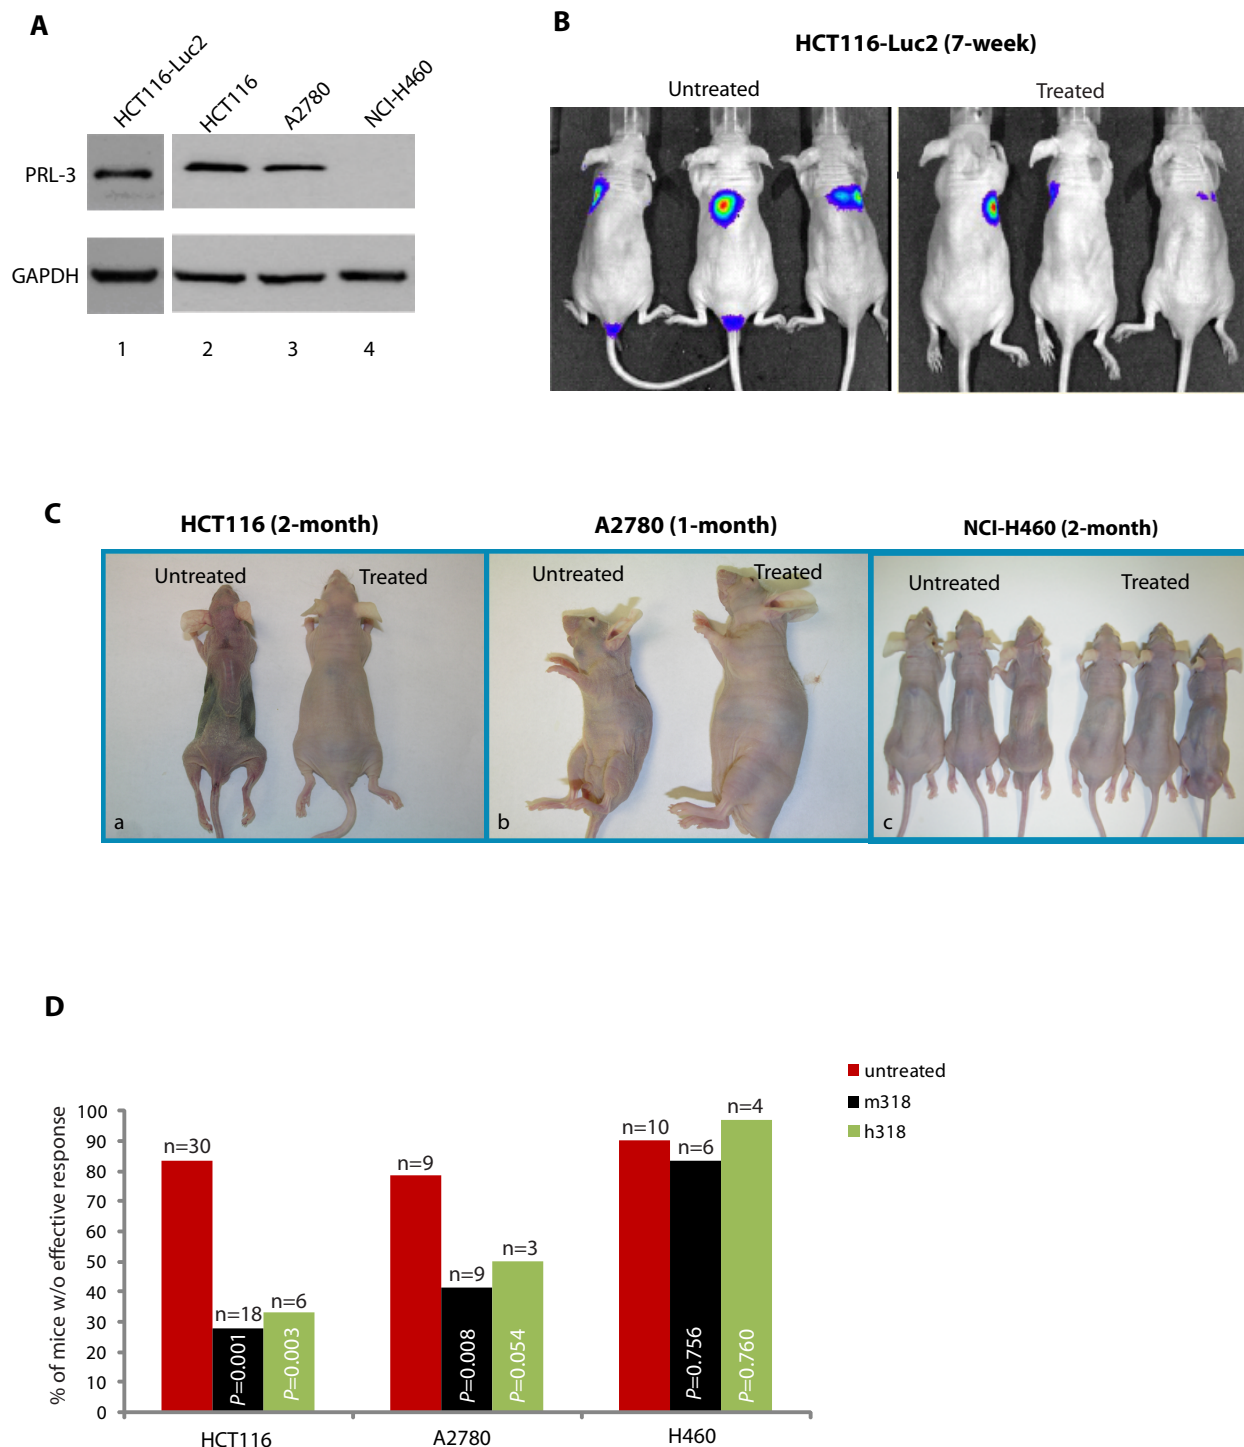 A
HCT116-Luc2
HCT116
A2780
NCI-H460
PRL-3
GAPDH
1 2 3 4
B
HCT116-Luc2 (7-week)
Untreated Treated
C
HCT116 (2-month)
A2780 (1-month)
NCI-H460 (2-month)
Untreated Treated
Untreated Treated
Untreated Treated
a
b
c
D
% of mice w/o effective response
100
90
80
70
60
50
40
30
20
10
0
n=30
n=18
n=6
n=9
n=9
n=3
n=10
n=6
n=4
P=0.001
P=0.003
P=0.008
P=0.054
P=0.756
P=0.760
HCT116 A2780 H460
untreated
m318
h318